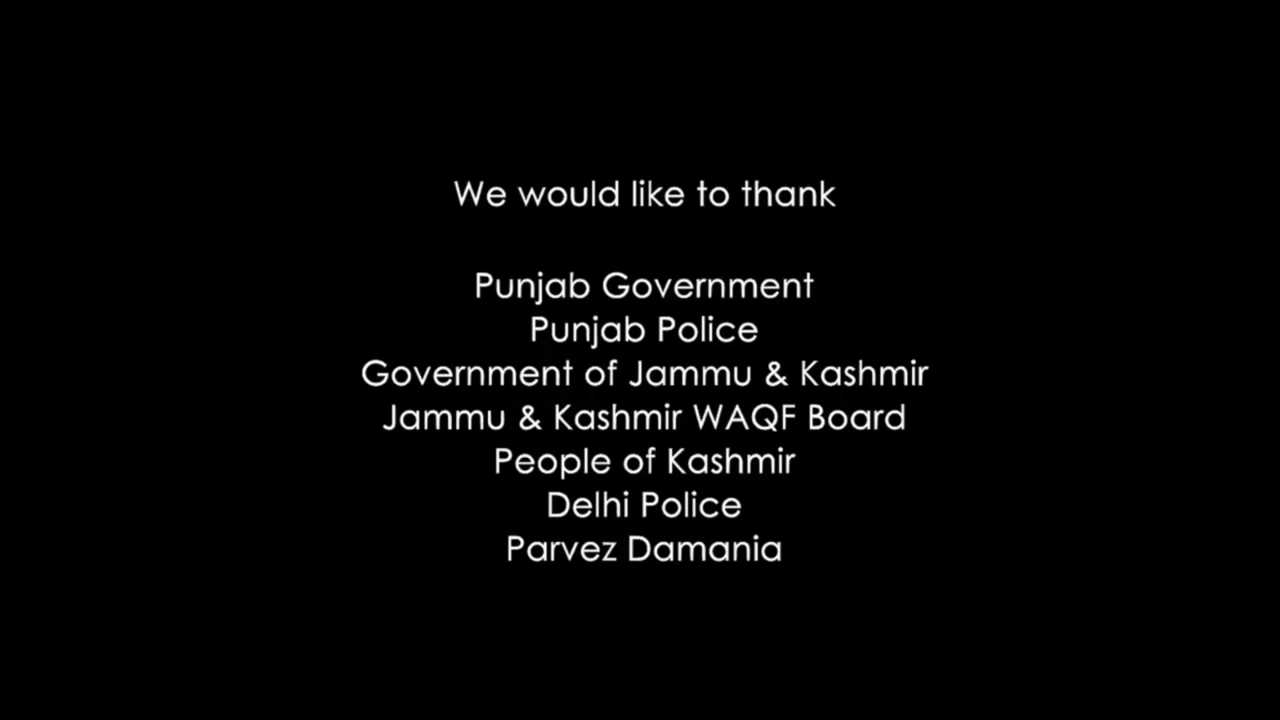 We would like to thank
Punjab Government
Punjab Police
Government of Jammu & Kashmir
Jammu & Kashmir WAQF Board
People of Kashmir
Delhi Police
Parvez Damania